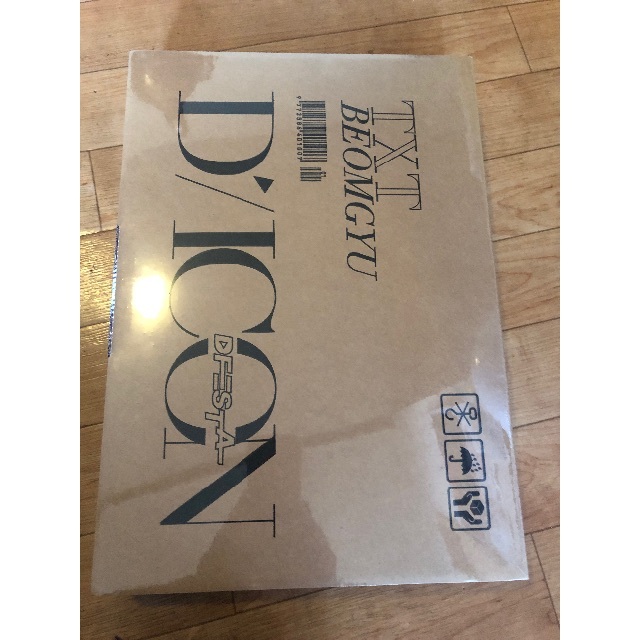 TXT
BEOMGYU
D'/ICON
DFESTA